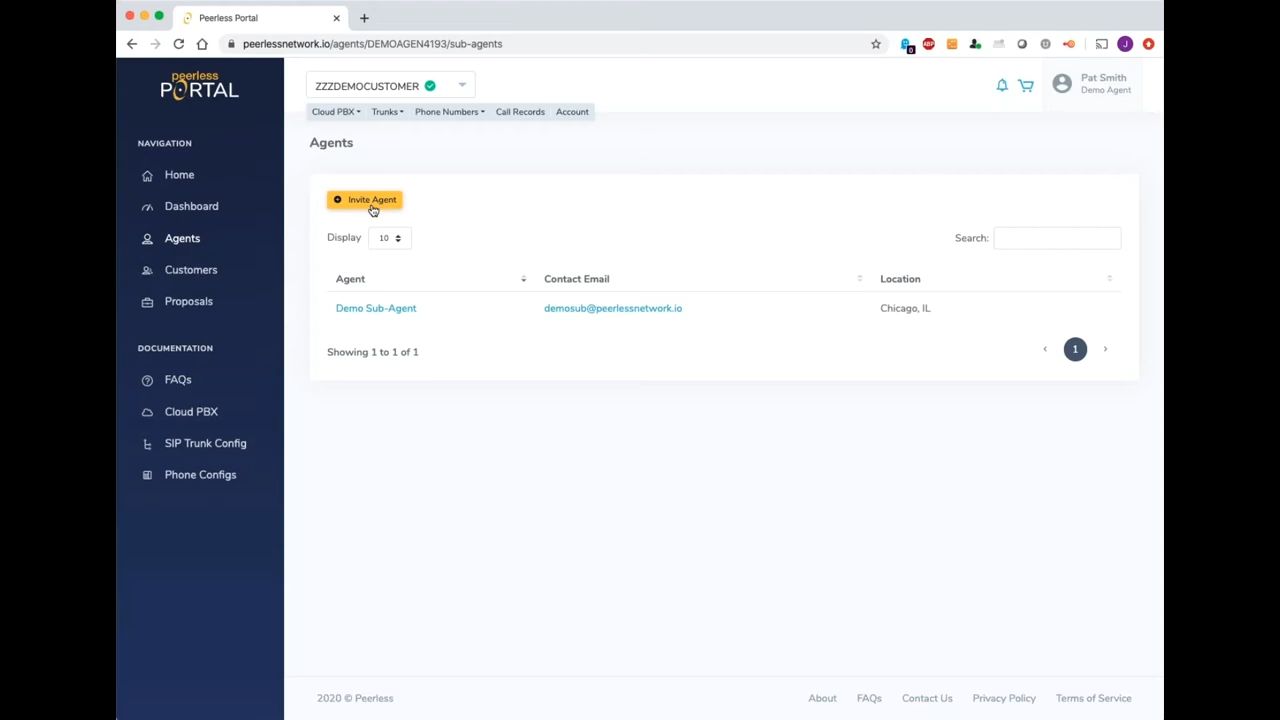 Peerless Portal
peerlessnetwork.io/agents/DEMOAGEN4193/sub-agents
0
ABP
J
peerless
PORTAL
ZZZDEMOCUSTOMER
Pat Smith
Demo Agent
Cloud PBX Trunks Phone Numbers Call Records Account
NAVIGATION
Home
Dashboard
Agents
Customers
Proposals
DOCUMENTATION
FAQs
Cloud PBX
SIP Trunk Config
Phone Configs
Agents
Invite Agent
Display 10 Search:
Agent Contact Email Location
Demo Sub-Agent demosub@peerlessnetwork.io Chicago, IL
Showing 1 to 1 of 1 1
2020 © Peerless About FAQs Contact Us Privacy Policy Terms of Service